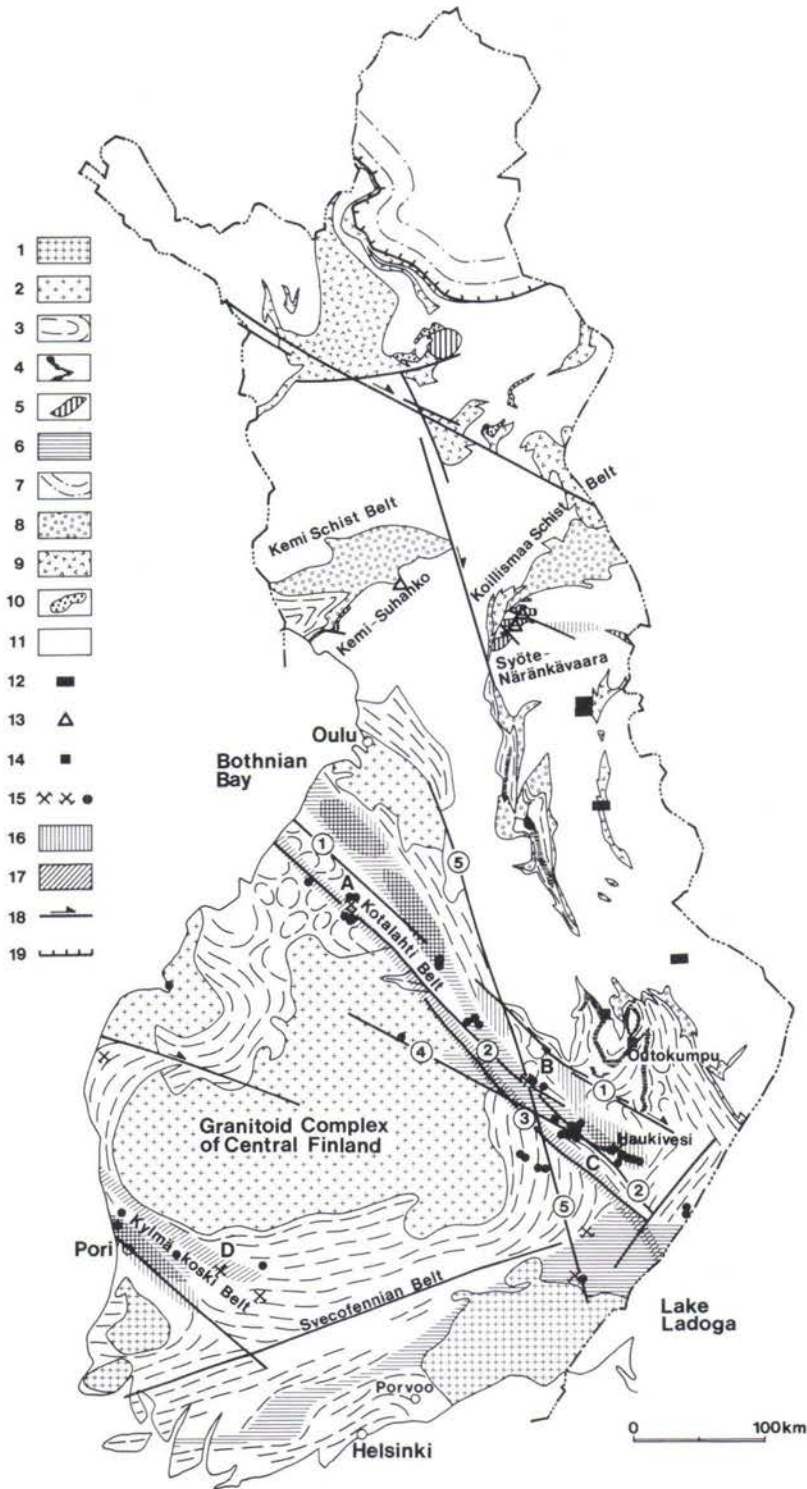 1
2
3
4
5
6
7
8
9
10
11
12
13
14
15
16
17
18
19
Kemi Schist Belt
Koillismaa Schist Belt
Kemi-Suhanko
Syöte-
Näränkävaara
Oulu
Bothnian
Bay
1
5
A
Kotalahti Belt
Outokumpu
4
2
B
1
Granitoid Complex
of Central Finland
3
Haukivesi
C
2
5
Kylmäkoski Belt
D
Pori
Svecofennian Belt
Lake
Ladoga
Porvoo
Helsinki
0
100km